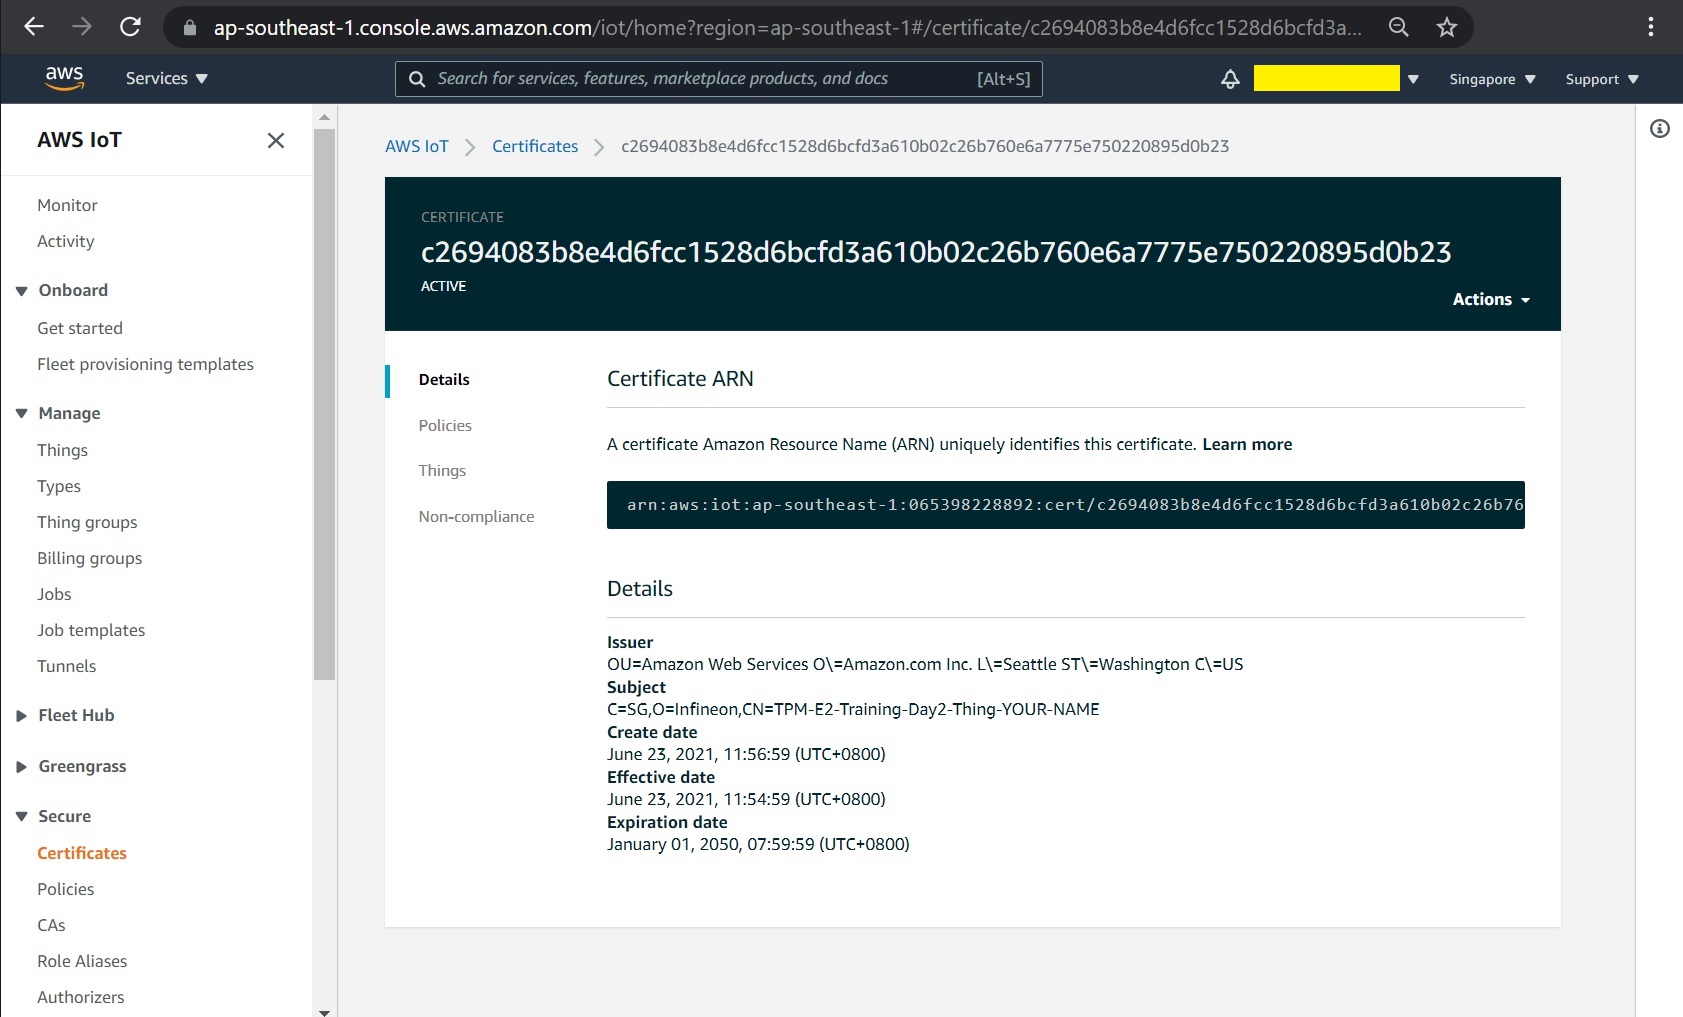 ap-southeast-1.console.aws.amazon.com/iot/home?region=ap-southeast-1#/certificate/c2694083b8e4d6fcc1528d6bcfd3a...
aws Services Search for services, features, marketplace products, and docs [Alt+S] Singapore Support
AWS IoT
Monitor
Activity
Onboard
Get started
Fleet provisioning templates
Manage
Things
Types
Thing groups
Billing groups
Jobs
Job templates
Tunnels
Fleet Hub
Greengrass
Secure
Certificates
Policies
CAs
Role Aliases
Authorizers
AWS IoT Certificates c2694083b8e4d6fcc1528d6bcfd3a610b02c26b760e6a7775e750220895d0b23
CERTIFICATE
c2694083b8e4d6fcc1528d6bcfd3a610b02c26b760e6a7775e750220895d0b23
ACTIVE
Actions
Details
Policies
Things
Non-compliance
Certificate ARN
A certificate Amazon Resource Name (ARN) uniquely identifies this certificate. Learn more
arn:aws:iot:ap-southeast-1:065398228892:cert/c2694083b8e4d6fcc1528d6bcfd3a610b02c26b76
Details
Issuer
OU=Amazon Web Services O\=Amazon.com Inc. L\=Seattle ST\=Washington C\=US
Subject
C=SG,O=Infineon,CN=TPM-E2-Training-Day2-Thing-YOUR-NAME
Create date
June 23, 2021, 11:56:59 (UTC+0800)
Effective date
June 23, 2021, 11:54:59 (UTC+0800)
Expiration date
January 01, 2050, 07:59:59 (UTC+0800)